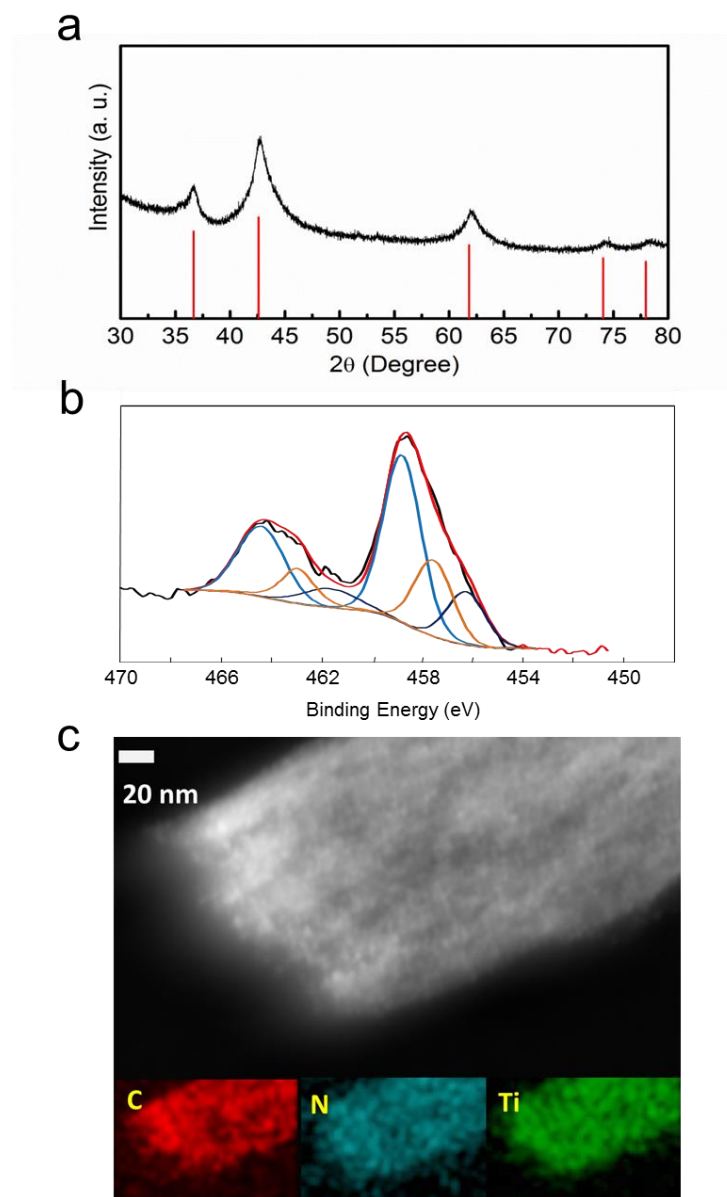 a
Intensity (a. u.)
30 35 40 45 50 55 60 65 70 75 80
2θ (Degree)
b
470 466 462 458 454 450
Binding Energy (eV)
c
20 nm
C N Ti